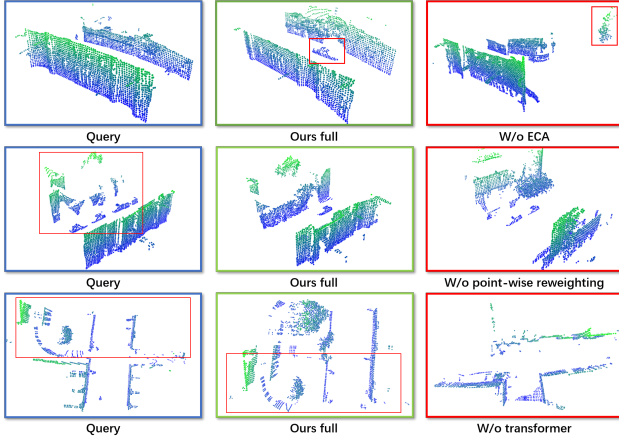 Query Ours full W/o ECA
Query Ours full W/o point-wise reweighting
Query Ours full W/o transformer